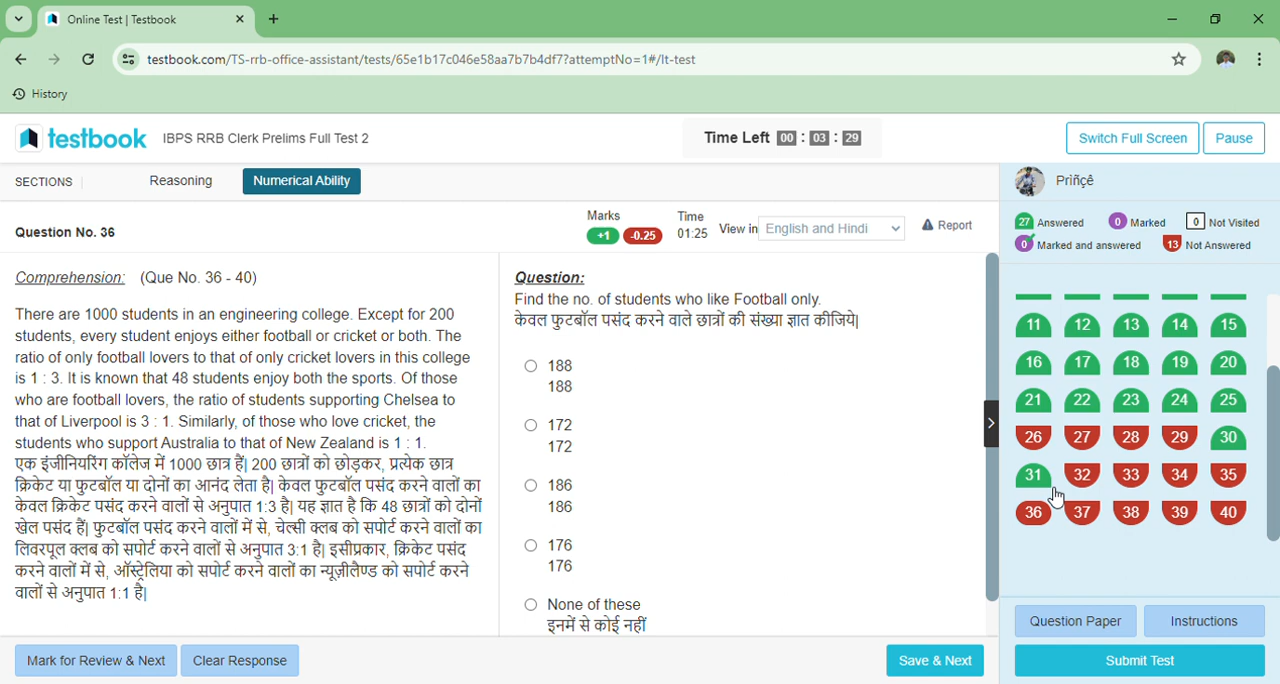 Online Test | Testbook
testbook.com/TS-rrb-office-assistant/tests/65e1b17c046e58aa7b7b4df7?attemptNo=1#/lt-test
History
testbook
IBPS RRB Clerk Prelims Full Test 2
Time Left 00 : 03 : 29
Switch Full Screen
Pause
SECTIONS
Reasoning
Numerical Ability
Prïñçê
Question No. 36
Marks
+1 -0.25
Time
01:25
View in English and Hindi
Report
27 Answered
0 Marked
0 Not Visited
0 Marked and answered
13 Not Answered
Comprehension: (Que No. 36 - 40)
There are 1000 students in an engineering college. Except for 200
students, every student enjoys either football or cricket or both. The
ratio of only football lovers to that of only cricket lovers in this college
is 1 : 3. It is known that 48 students enjoy both the sports. Of those
who are football lovers, the ratio of students supporting Chelsea to
that of Liverpool is 3 : 1. Similarly, of those who love cricket, the
students who support Australia to that of New Zealand is 1 : 1.
एक इंजीनियरिंग कॉलेज में 1000 छात्र हैं| 200 छात्रों को छोड़कर, प्रत्येक छात्र
क्रिकेट या फुटबॉल या दोनों का आनंद लेता है| केवल फुटबॉल पसंद करने वालों का
केवल क्रिकेट पसंद करने वालों से अनुपात 1:3 है| यह ज्ञात है कि 48 छात्रों को दोनों
खेल पसंद हैं| फुटबॉल पसंद करने वालों में से, चेल्सी क्लब को सपोर्ट करने वालों का
लिवरपूल क्लब को सपोर्ट करने वालों से अनुपात 3:1 है| इसीप्रकार, क्रिकेट पसंद
करने वालों में से, ऑस्ट्रेलिया को सपोर्ट करने वालों का न्यूज़ीलैण्ड को सपोर्ट करने
वालों से अनुपात 1:1 है|
Question:
Find the no. of students who like Football only.
केवल फुटबॉल पसंद करने वाले छात्रों की संख्या ज्ञात कीजिये|
188
188
172
172
186
186
176
176
None of these
इनमें से कोई नहीं
11 12 13 14 15
16 17 18 19 20
21 22 23 24 25
26 27 28 29 30
31 32 33 34 35
36 37 38 39 40
Question Paper
Instructions
Mark for Review & Next
Clear Response
Save & Next
Submit Test